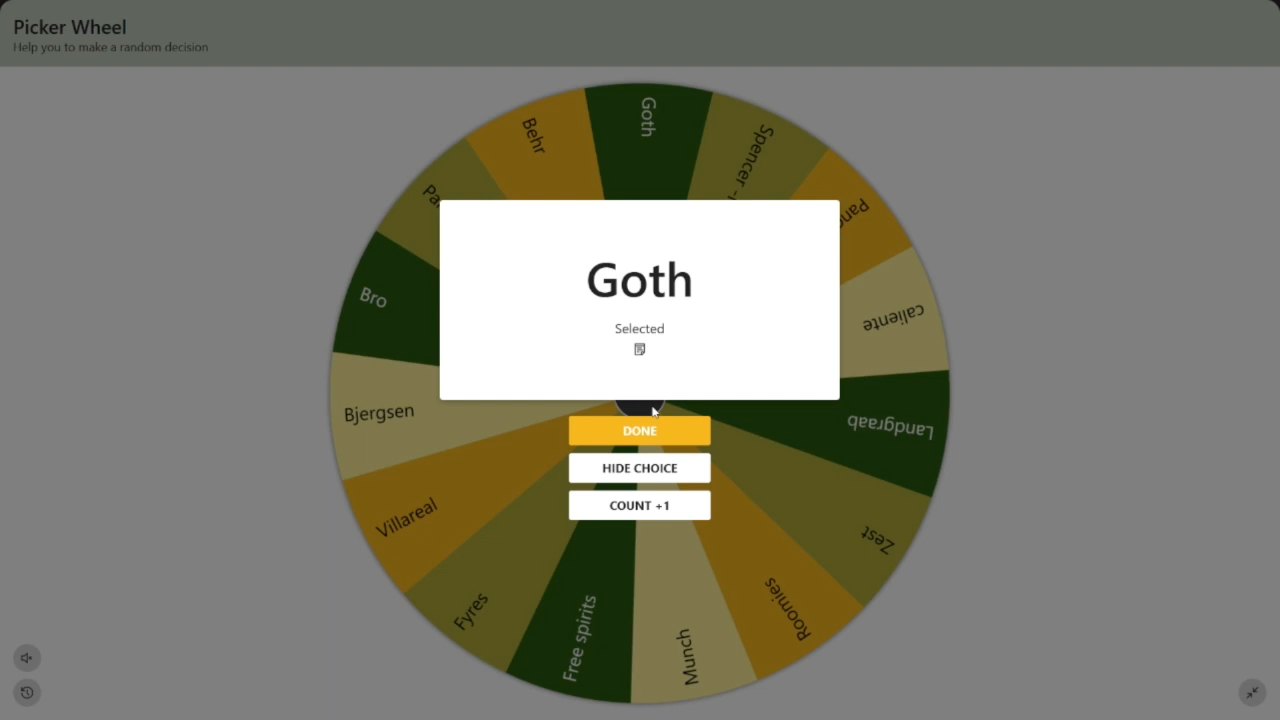 Picker Wheel
Help you to make a random decision
Goth
Behr
Spencer -
caliente
Bro
Goth
Selected
Bjergsen
Landgraab
DONE
HIDE CHOICE
COUNT +1
Villareal
Zest
Fyres
Roomies
Free spirits
Munch